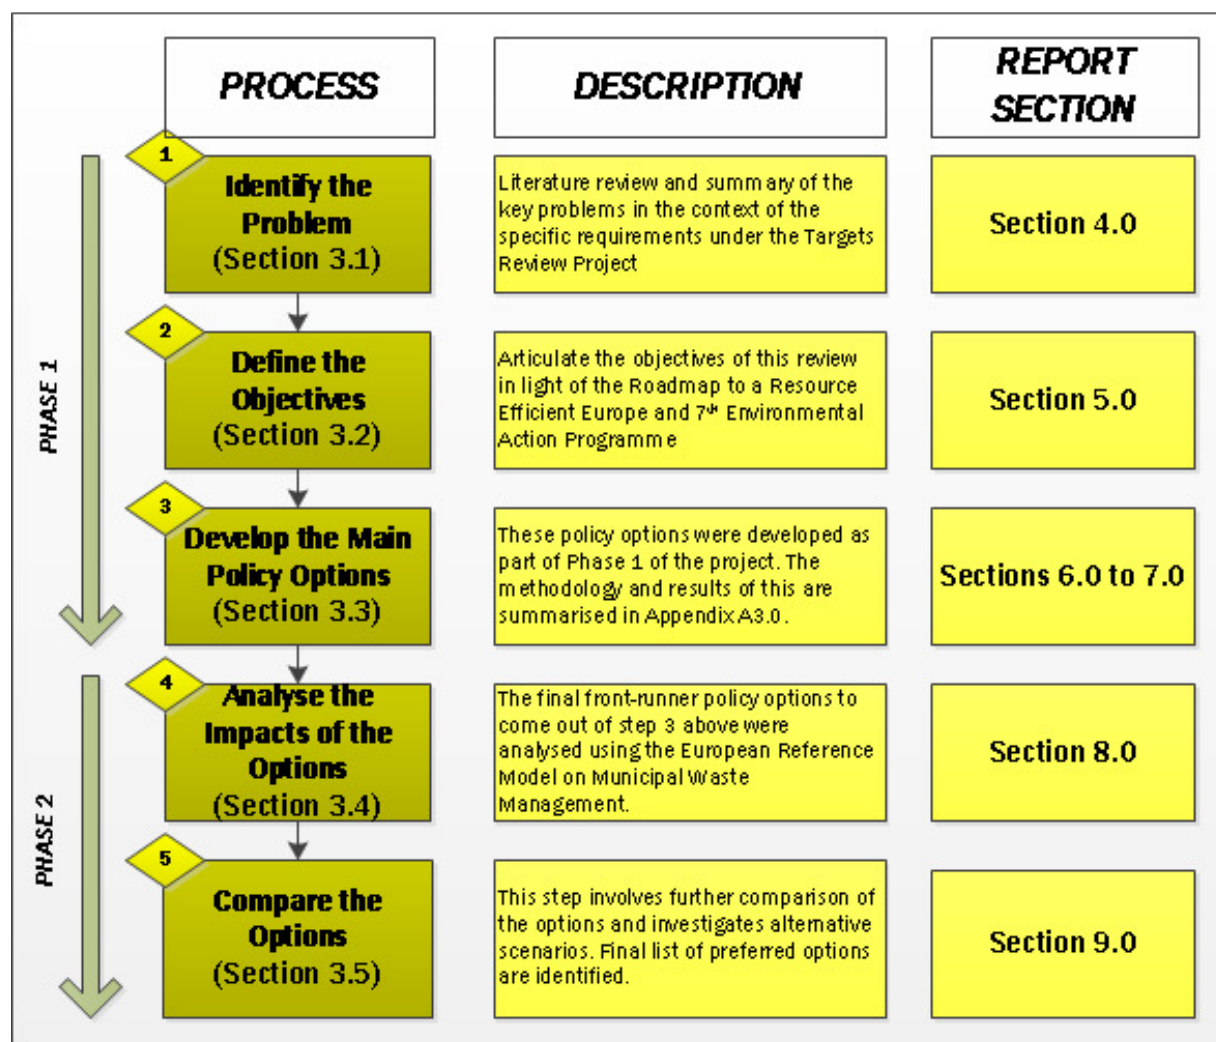 PROCESS
DESCRIPTION
REPORT
SECTION
PHASE 1
1
Identify the
Problem
(Section 3.1)
Literature review and summary of the
key problems in the context of the
specific requirements under the Targets
Review Project
Section 4.0
2
Define the
Objectives
(Section 3.2)
Articulate the objectives of this review
in light of the Roadmap to a Resource
Efficient Europe and 7th Environmental
Action Programme
Section 5.0
3
Develop the Main
Policy Options
(Section 3.3)
These policy options were developed as
part of Phase 1 of the project. The
methodology and results of this are
summarised in Appendix A3.0.
Sections 6.0 to 7.0
PHASE 2
4
Analyse the
Impacts of the
Options
(Section 3.4)
The final front-runner policy options to
come out of step 3 above were
analysed using the European Reference
Model on Municipal Waste
Management.
Section 8.0
5
Compare the
Options
(Section 3.5)
This step involves further comparison of
the options and investigates alternative
scenarios. Final list of preferred options
are identified.
Section 9.0